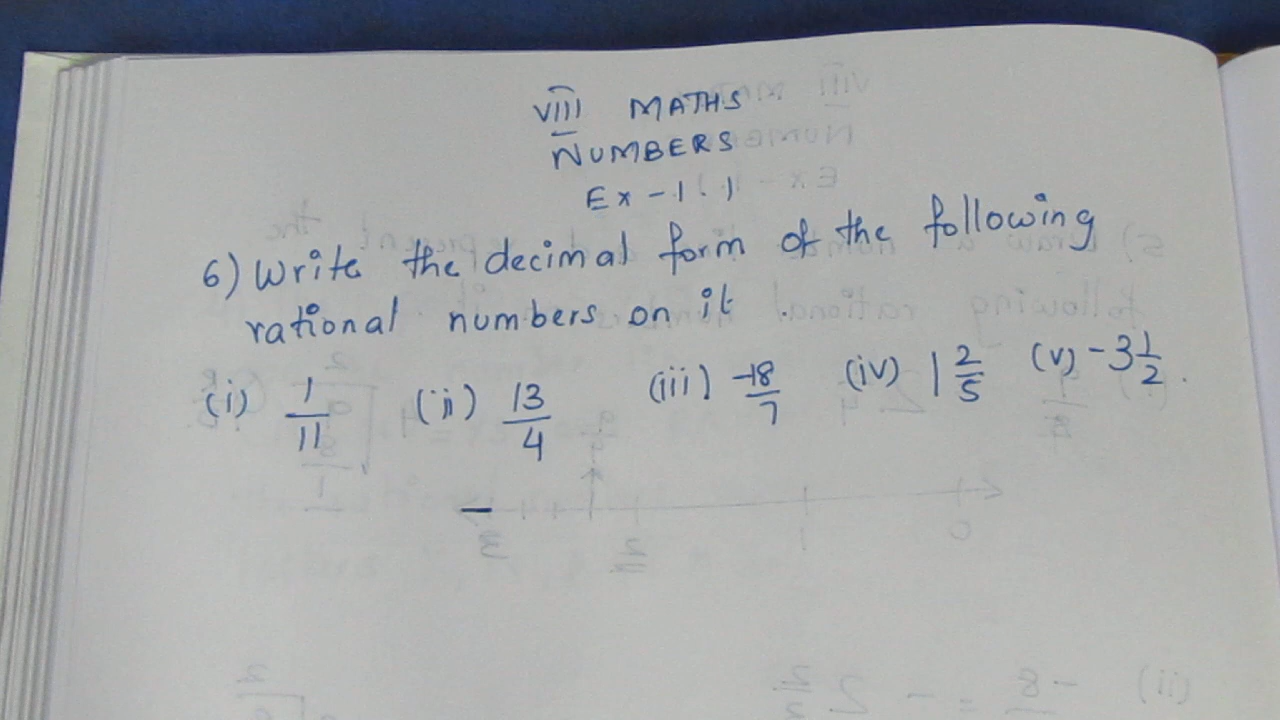 VIII MATHS
NUMBERS
Ex - 1.1
6) Write the decimal form of the following
rational numbers on it.
(i) 1/11 (ii) 13/4 (iii) -18/7 (iv) 1 2/5 (v) -3 1/2.